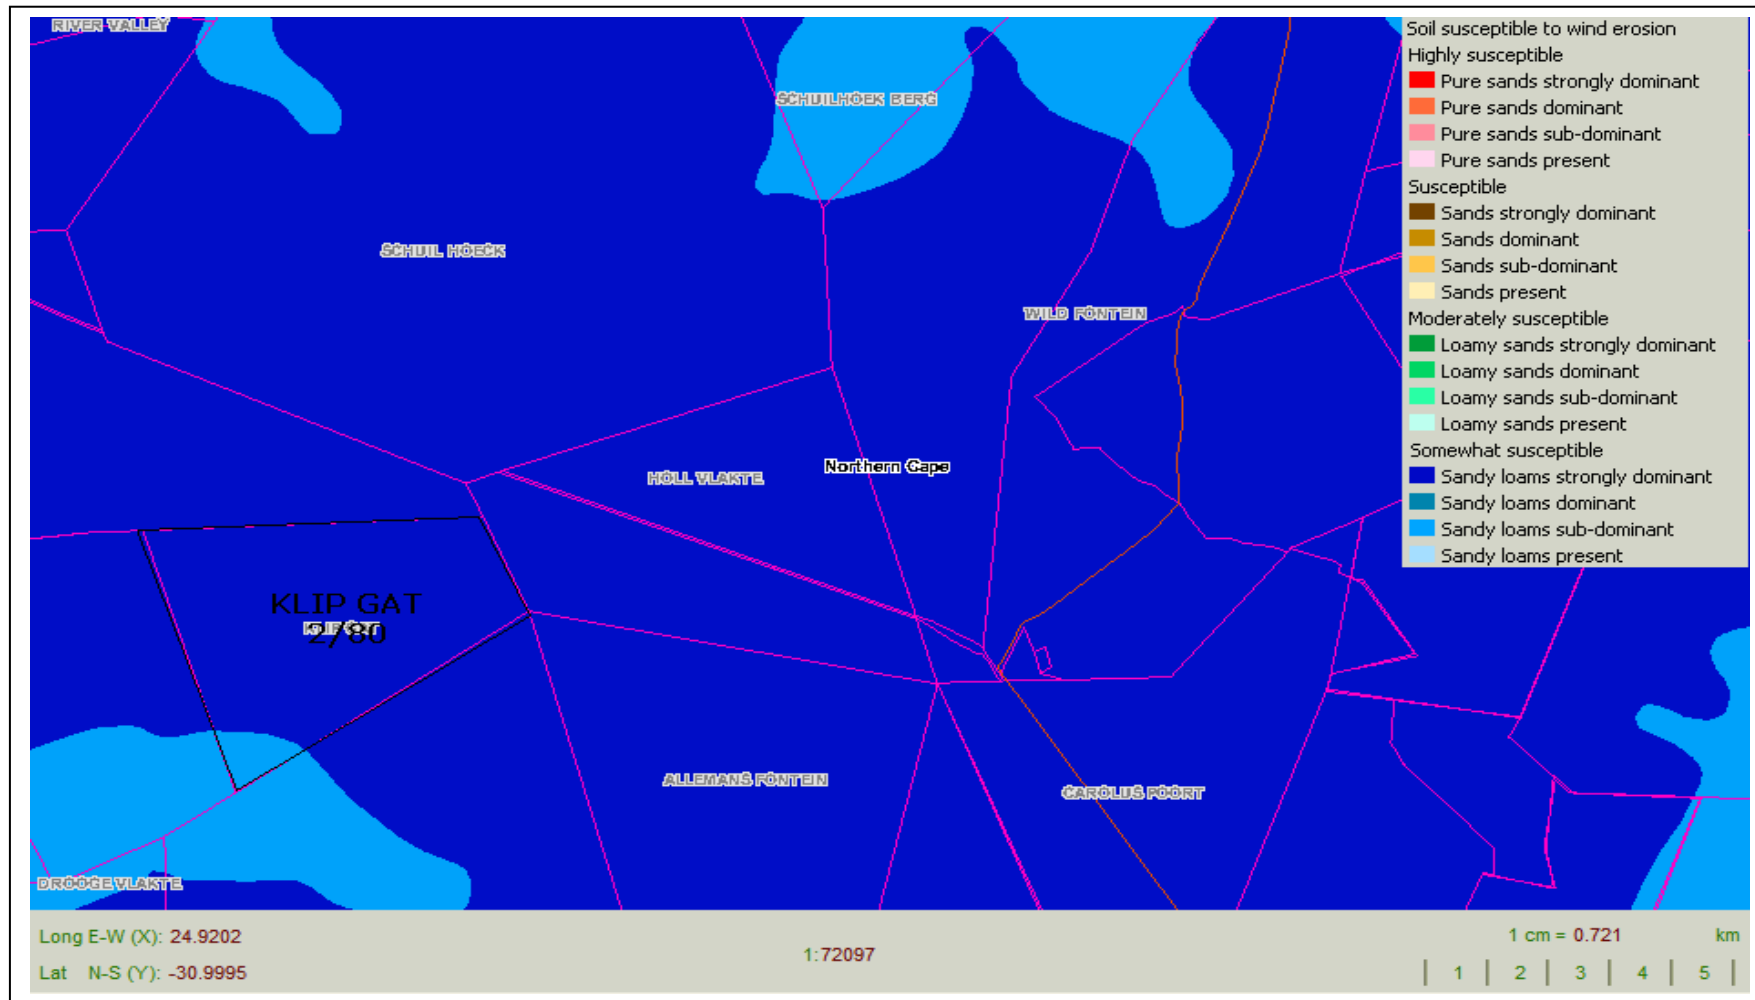 RIVER VALLEY
SCHUILHOEK BERG
SCHUIL HOECK
WILD FONTEIN
Northern Cape
HOLL VLAKTE
KLIP GAT
2/80
ALLEMANS FONTEIN
CAROLUS POORT
DROOGE VLAKTE
Soil susceptible to wind erosion
Highly susceptible
Pure sands strongly dominant
Pure sands dominant
Pure sands sub-dominant
Pure sands present
Susceptible
Sands strongly dominant
Sands dominant
Sands sub-dominant
Sands present
Moderately susceptible
Loamy sands strongly dominant
Loamy sands dominant
Loamy sands sub-dominant
Loamy sands present
Somewhat susceptible
Sandy loams strongly dominant
Sandy loams dominant
Sandy loams sub-dominant
Sandy loams present
Long E-W (X): 24.9202
Lat N-S (Y): -30.9995
1:72097
1 cm = 0.721 km
1 2 3 4 5